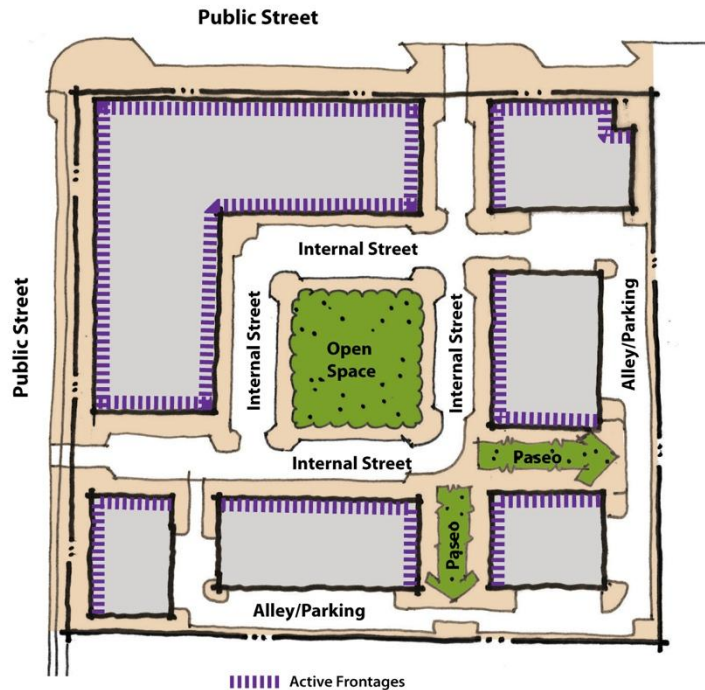 Public Street
Internal Street
Public Street
Internal Street
Open
Space
Internal Street
Alley/Parking
Internal Street
Paseo
Paseo
Alley/Parking
Active Frontages